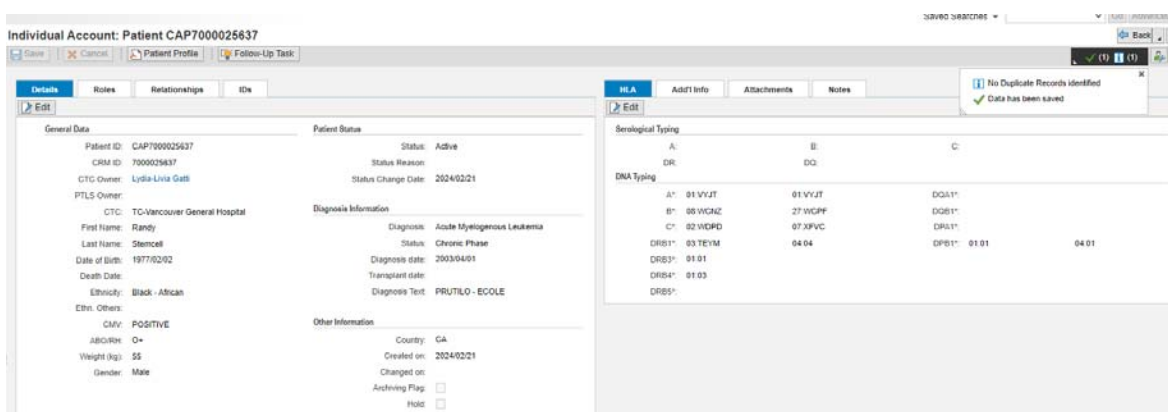 Saved Searches
Go Advanced
Individual Account: Patient CAP7000025637
Back
Save Cancel Patient Profile Follow-Up Task
(1) (1)
No Duplicate Records identified
Data has been saved
Details Roles Relationships IDs
Edit
General Data
Patient ID: CAP7000025637
CRM ID: 7000025637
CTC Owner: Lydia-Livia Gatti
PTLS Owner:
CTC: TC-Vancouver General Hospital
First Name: Randy
Last Name: Stemcell
Date of Birth: 1977/02/02
Death Date:
Ethnicity: Black - African
Ethn. Others:
CMV: POSITIVE
ABO/RH: O+
Weight (kg): 55
Gender: Male
Patient Status
Status: Active
Status Reason:
Status Change Date: 2024/02/21
Diagnosis Information
Diagnosis: Acute Myelogenous Leukemia
Status: Chronic Phase
Diagnosis date: 2003/04/01
Transplant date:
Diagnosis Text: PRUTILO - ECOLE
Other Information
Country: CA
Created on: 2024/02/21
Changed on:
Archiving Flag:
Hold:
HLA Add'l Info Attachments Notes
Edit
Serological Typing
A: B: C:
DR: DQ:
DNA Typing
A*: 01:VYJT 01:VYJT DQA1*:
B*: 08:WCNZ 27:WCPF DQB1*:
C*: 02:WDPD 07:XFVC DPA1*:
DRB1*: 03:TEYM 04:04 DPB1*: 01:01 04:01
DRB3*: 01:01
DRB4*: 01:03
DRB5*: